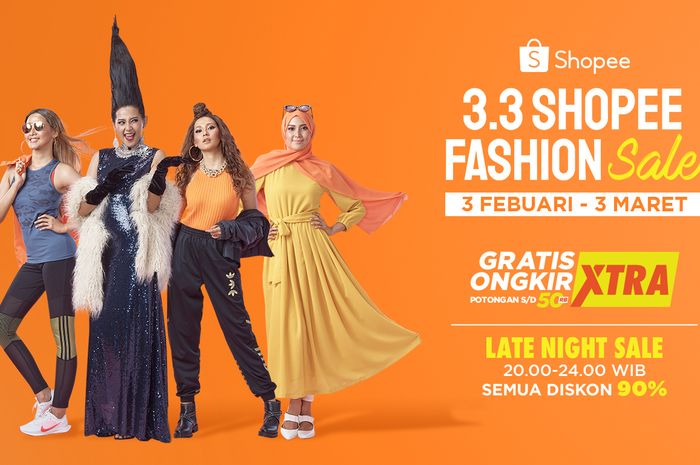 Shopee
3.3 SHOPEE
FASHION Sale
3 FEBUARI - 3 MARET
GRATIS
ONGKIR
XTRA
POTONGAN S/D 50RB
LATE NIGHT SALE
20.00-24.00 WIB
SEMUA DISKON 90%